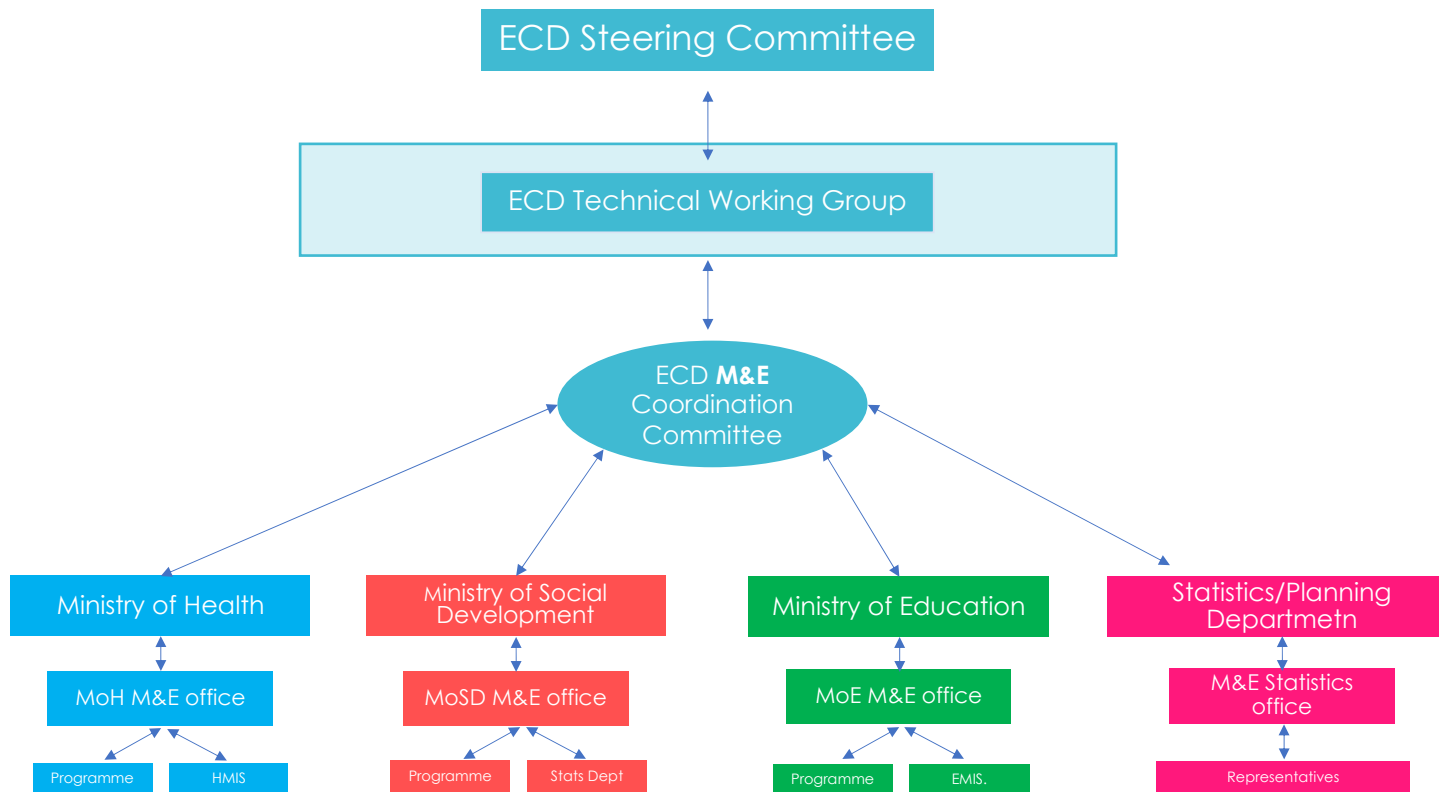 ECD Steering Committee
ECD Technical Working Group
ECD M&E
Coordination
Committee
Ministry of Health
Ministry of Social
Development
Ministry of Education
Statistics/Planning
Departmetn
MoH M&E office
MoSD M&E office
MoE M&E office
M&E Statistics
office
Programme
HMIS
Programme
Stats Dept
Programme
EMIS.
Representatives